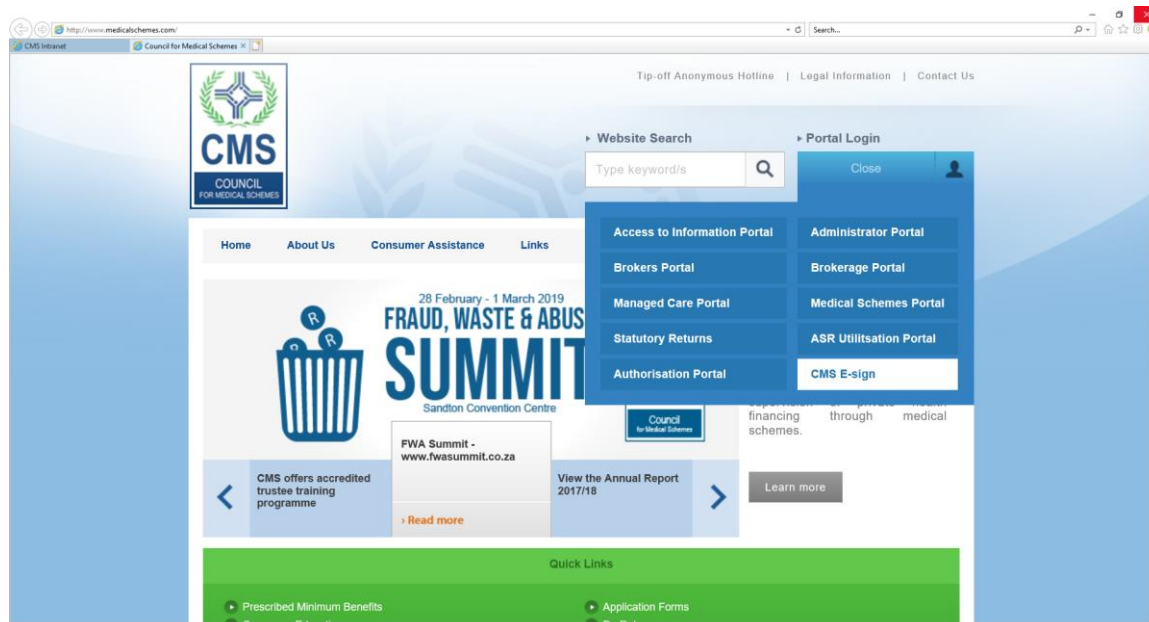 http://www.medicalschemes.com/
Search...
CMS Intranet
Council for Medical Schemes
Tip-off Anonymous Hotline | Legal Information | Contact Us
CMS
COUNCIL
FOR MEDICAL SCHEMES
Website Search
Portal Login
Type keyword/s
Close
Access to Information Portal
Administrator Portal
Brokers Portal
Brokerage Portal
Managed Care Portal
Medical Schemes Portal
Statutory Returns
ASR Utilitsation Portal
Authorisation Portal
CMS E-sign
Home
About Us
Consumer Assistance
Links
28 February - 1 March 2019
FRAUD, WASTE & ABUS
SUMMIT
Sandton Convention Centre
R
R
R
Council
for Medical Schemes
financing through medical
schemes.
Learn more
CMS offers accredited
trustee training
programme
FWA Summit -
www.fwasummit.co.za
› Read more
View the Annual Report
2017/18
Quick Links
Prescribed Minimum Benefits
Application Forms